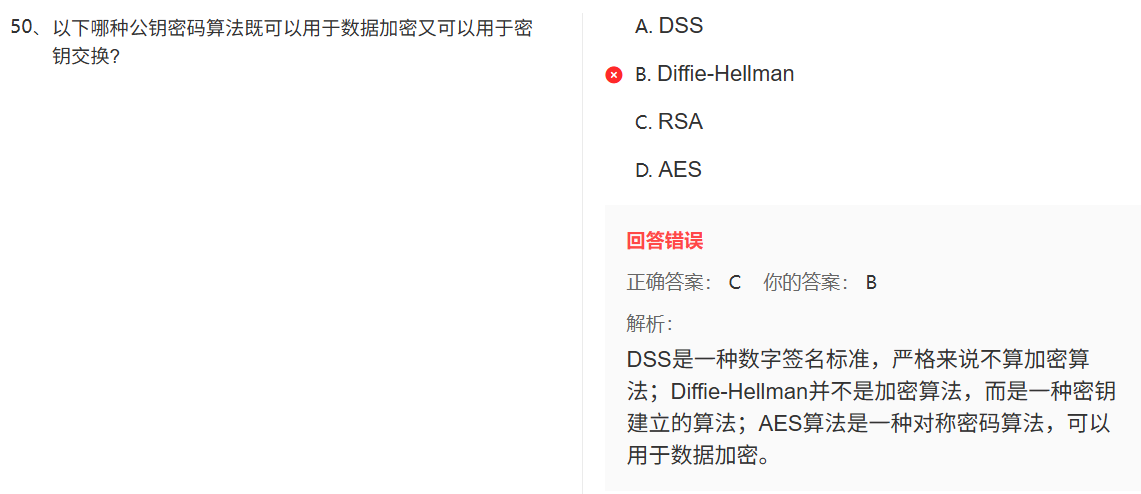 50、以下哪种公钥密码算法既可以用于数据加密又可以用于密
钥交换?
A. DSS
B. Diffie-Hellman
C. RSA
D. AES
回答错误
正确答案： C 你的答案： B
解析：
DSS是一种数字签名标准，严格来说不算加密算
法；Diffie-Hellman并不是加密算法，而是一种密钥
建立的算法；AES算法是一种对称密码算法，可以
用于数据加密。